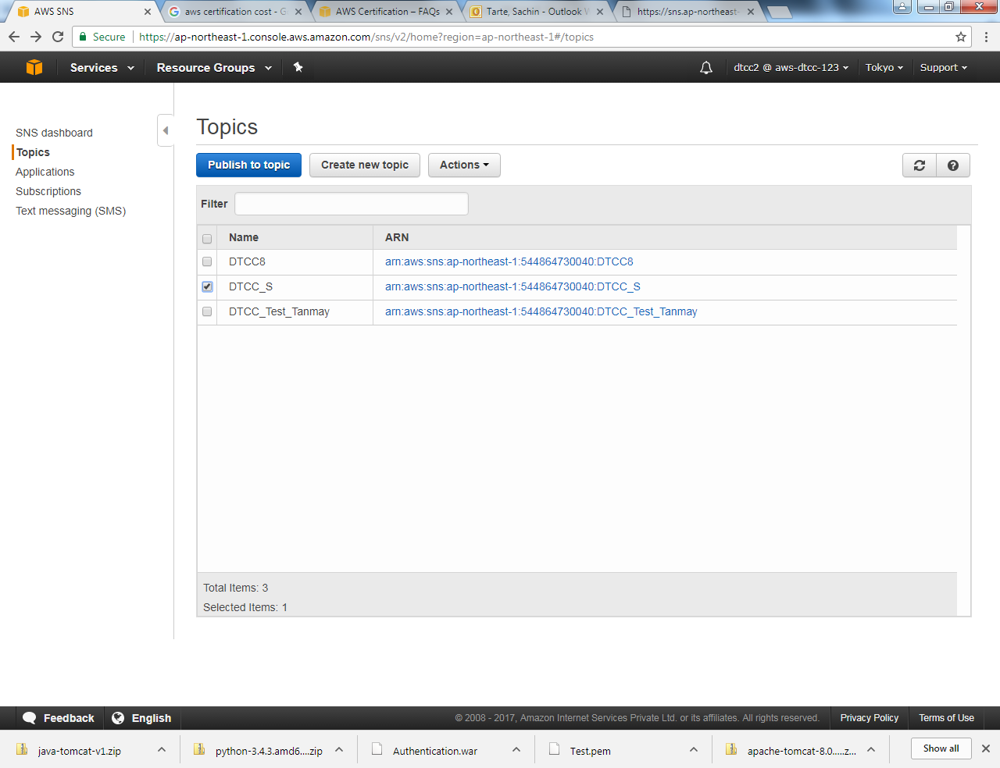 AWS SNS
aws certification cost - G
AWS Certification – FAQs
Tarte, Sachin - Outlook W
https://sns.ap-northeast-
Secure https://ap-northeast-1.console.aws.amazon.com/sns/v2/home?region=ap-northeast-1#/topics
Services Resource Groups dtcc2 @ aws-dtcc-123 Tokyo Support
SNS dashboard
Topics
Applications
Subscriptions
Text messaging (SMS)
Topics
Publish to topic Create new topic Actions
Filter
Name ARN
DTCC8 arn:aws:sns:ap-northeast-1:544864730040:DTCC8
DTCC_S arn:aws:sns:ap-northeast-1:544864730040:DTCC_S
DTCC_Test_Tanmay arn:aws:sns:ap-northeast-1:544864730040:DTCC_Test_Tanmay
Total Items: 3
Selected Items: 1
Feedback English © 2008 - 2017, Amazon Internet Services Private Ltd. or its affiliates. All rights reserved. Privacy Policy Terms of Use
java-tomcat-v1.zip python-3.4.3.amd6....zip Authentication.war Test.pem apache-tomcat-8.0.....z... Show all